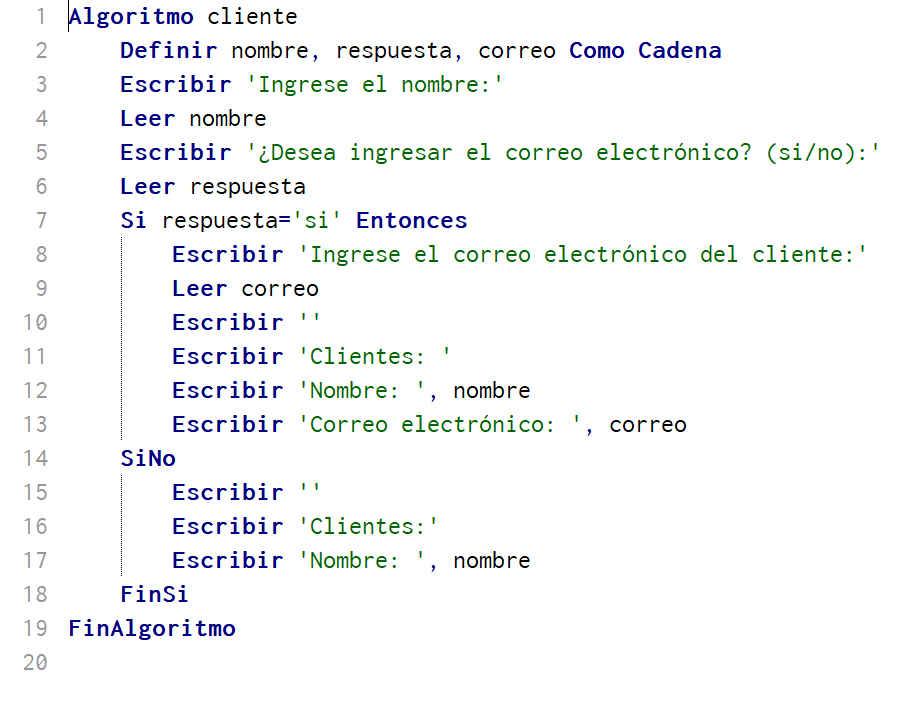 1 Algoritmo cliente
2 Definir nombre, respuesta, correo Como Cadena
3 Escribir 'Ingrese el nombre:'
4 Leer nombre
5 Escribir '¿Desea ingresar el correo electrónico? (si/no):'
6 Leer respuesta
7 Si respuesta='si' Entonces
8 Escribir 'Ingrese el correo electrónico del cliente:'
9 Leer correo
10 Escribir ''
11 Escribir 'Clientes: '
12 Escribir 'Nombre: ', nombre
13 Escribir 'Correo electrónico: ', correo
14 SiNo
15 Escribir ''
16 Escribir 'Clientes:'
17 Escribir 'Nombre: ', nombre
18 FinSi
19 FinAlgoritmo
20